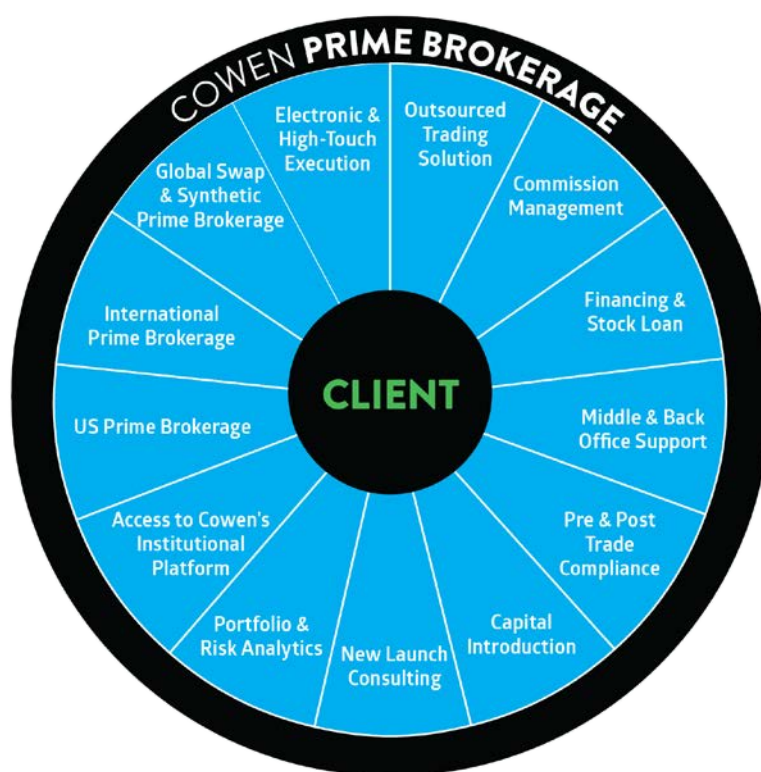 COWEN PRIME BROKERAGE
Electronic &
High-Touch
Execution
Outsourced
Trading
Solution
Commission
Management
Financing &
Stock Loan
Middle & Back
Office Support
Pre & Post
Trade
Compliance
Capital
Introduction
New Launch
Consulting
Portfolio &
Risk Analytics
Access to Cowen's
Institutional
Platform
US Prime Brokerage
International
Prime Brokerage
Global Swap
& Synthetic
Prime Brokerage
CLIENT